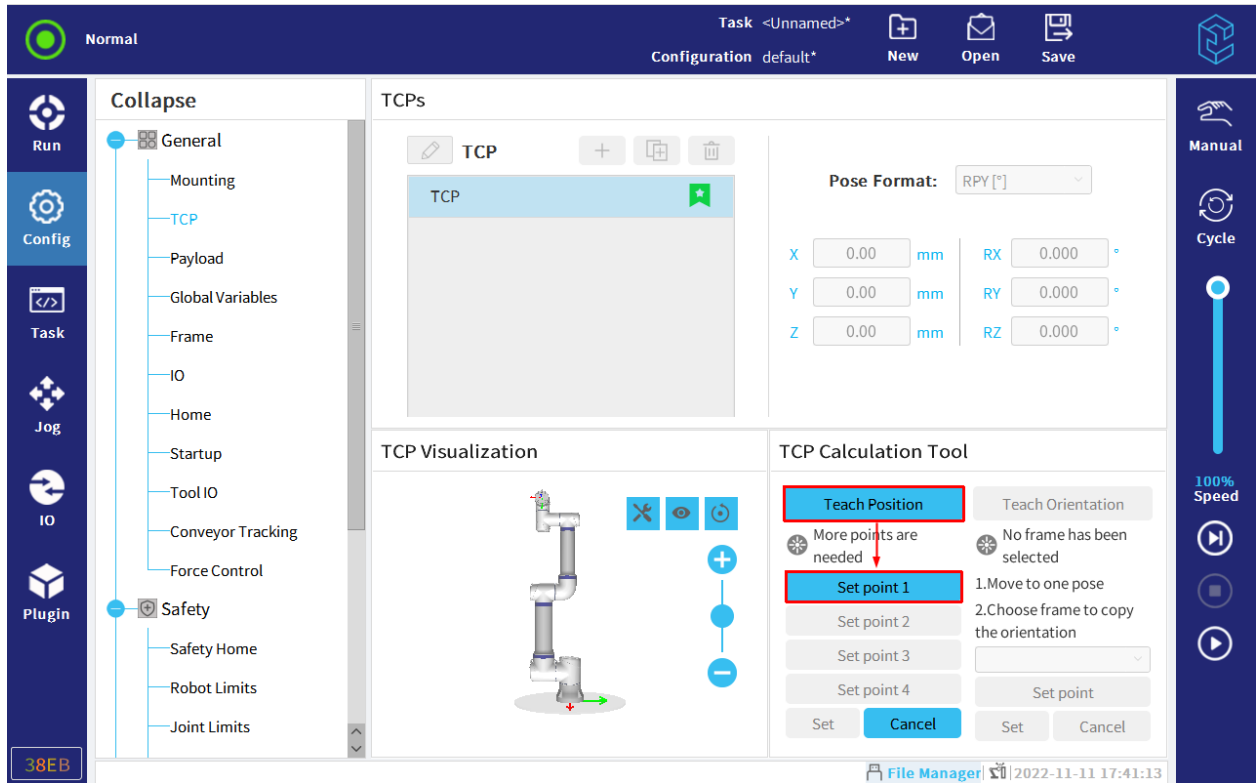 Normal
Task <Unnamed>*
Configuration default*
New
Open
Save
Run
Config
Task
Jog
IO
Plugin
38EB
Collapse
General
Mounting
TCP
Payload
Global Variables
Frame
IO
Home
Startup
Tool IO
Conveyor Tracking
Force Control
Safety
Safety Home
Robot Limits
Joint Limits
TCPs
TCP
TCP
Pose Format: RPY [°]
X 0.00 mm RX 0.000 °
Y 0.00 mm RY 0.000 °
Z 0.00 mm RZ 0.000 °
TCP Visualization
TCP Calculation Tool
Teach Position
More points are
needed
Set point 1
Set point 2
Set point 3
Set point 4
Set Cancel
Teach Orientation
No frame has been
selected
1.Move to one pose
2.Choose frame to copy
the orientation
Set point
Set Cancel
Manual
Cycle
100%
Speed
File Manager 2022-11-11 17:41:13